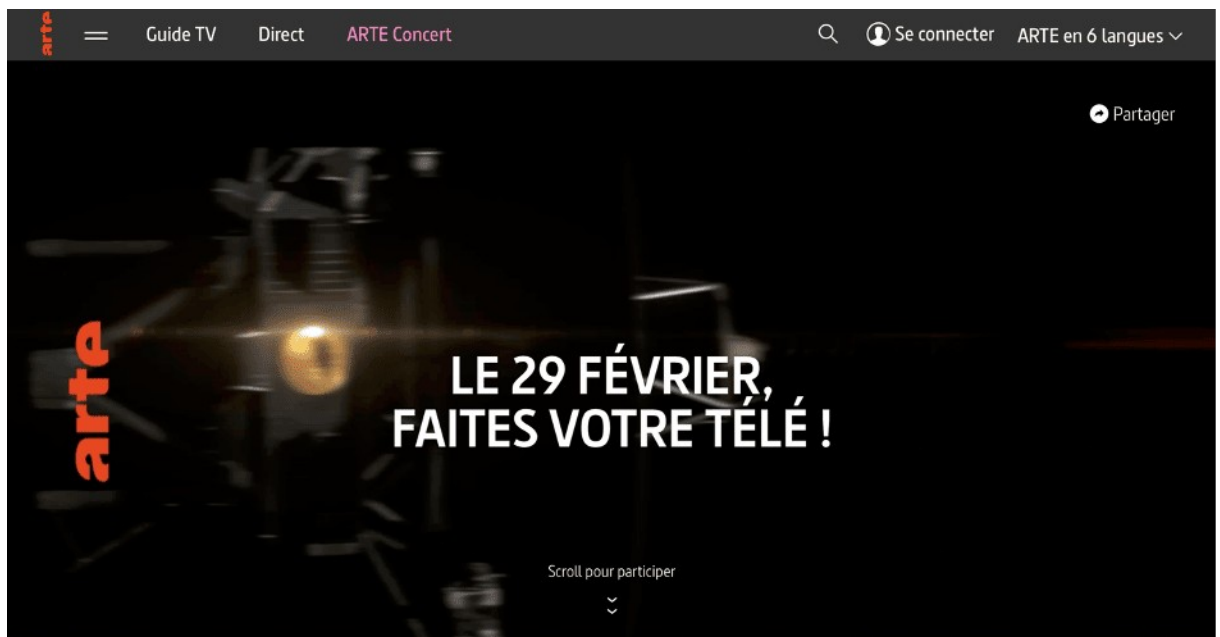 arte
Guide TV
Direct
ARTE Concert
Se connecter
ARTE en 6 langues
Partager
arte
LE 29 FÉVRIER,
FAITES VOTRE TÉLÉ !
Scroll pour participer